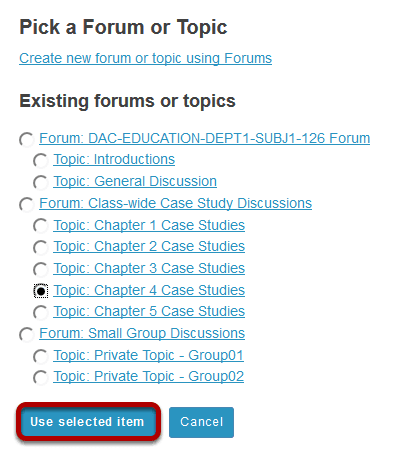 Pick a Forum or Topic
Create new forum or topic using Forums
Existing forums or topics
Forum: DAC-EDUCATION-DEPT1-SUBJ1-126 Forum
Topic: Introductions
Topic: General Discussion
Forum: Class-wide Case Study Discussions
Topic: Chapter 1 Case Studies
Topic: Chapter 2 Case Studies
Topic: Chapter 3 Case Studies
Topic: Chapter 4 Case Studies
Topic: Chapter 5 Case Studies
Forum: Small Group Discussions
Topic: Private Topic - Group01
Topic: Private Topic - Group02
Use selected item Cancel